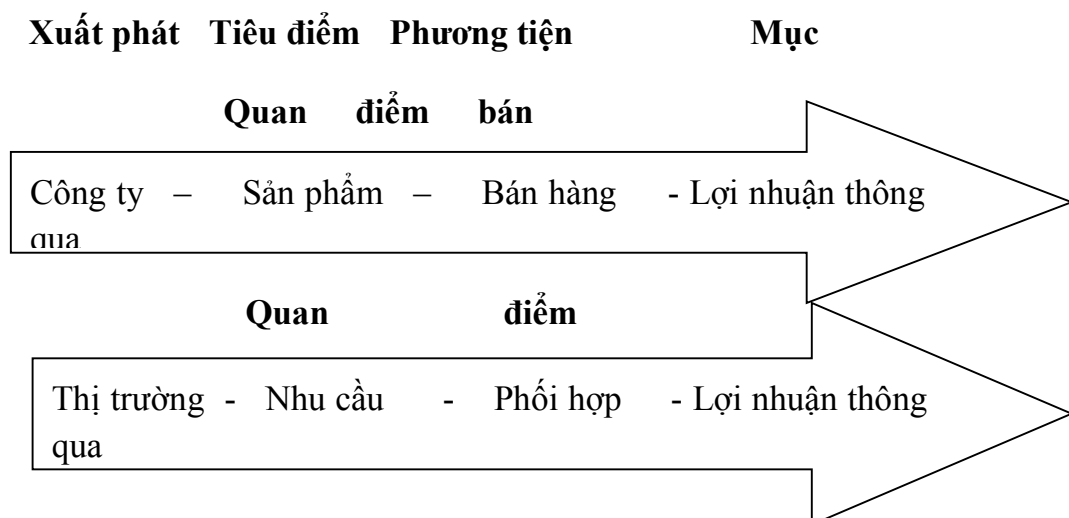 Xuất phát Tiêu điểm Phương tiện Mục
Quan điểm bán
Công ty – Sản phẩm – Bán hàng - Lợi nhuận thông
qua
Quan điểm
Thị trường - Nhu cầu - Phối hợp - Lợi nhuận thông
qua